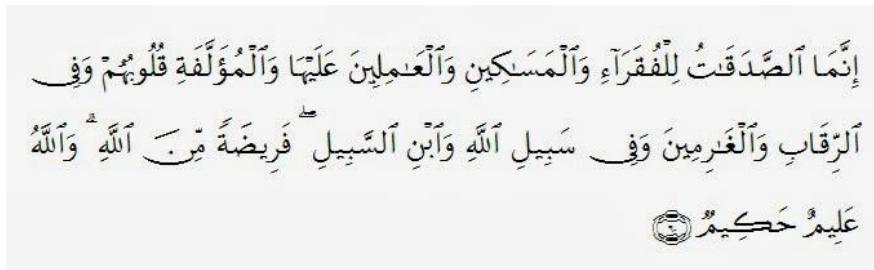 إِنَّمَا ٱلصَّدَقَـٰتُ لِلْفُقَرَآءِ وَٱلْمَسَـٰكِينِ وَٱلْعَـٰمِلِينَ عَلَيْهَا وَٱلْمُؤَلَّفَةِ قُلُوبُهُمْ وَفِى
ٱلرِّقَابِ وَٱلْغَـٰرِمِينَ وَفِى سَبِيلِ ٱللَّهِ وَٱبْنِ ٱلسَّبِيلِ ۖ فَرِيضَةً مِّنَ ٱللَّهِ ۗ وَٱللَّهُ
عَلِيمٌ حَكِيمٌ ۝٦٠